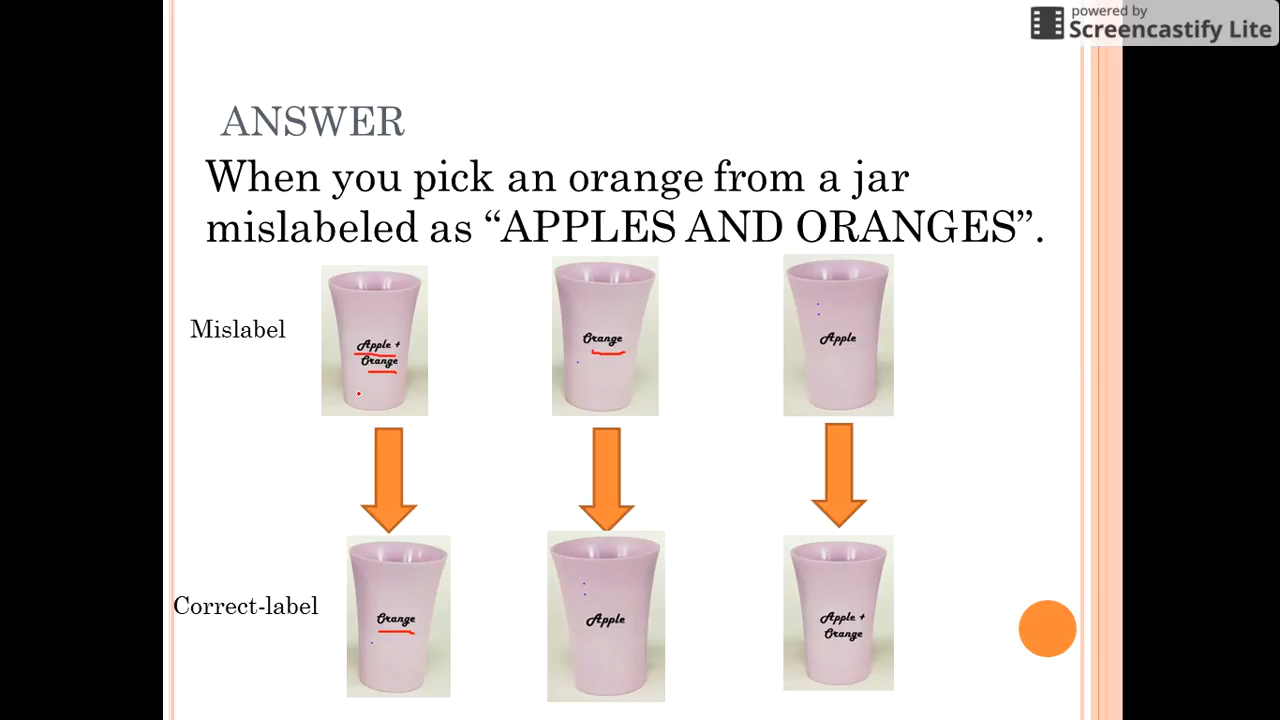 powered by
Screencastify Lite
ANSWER
When you pick an orange from a jar
mislabeled as “APPLES AND ORANGES”.
Mislabel
Apple +
Orange
Orange
Apple
Correct-label
Orange
Apple
Apple +
Orange